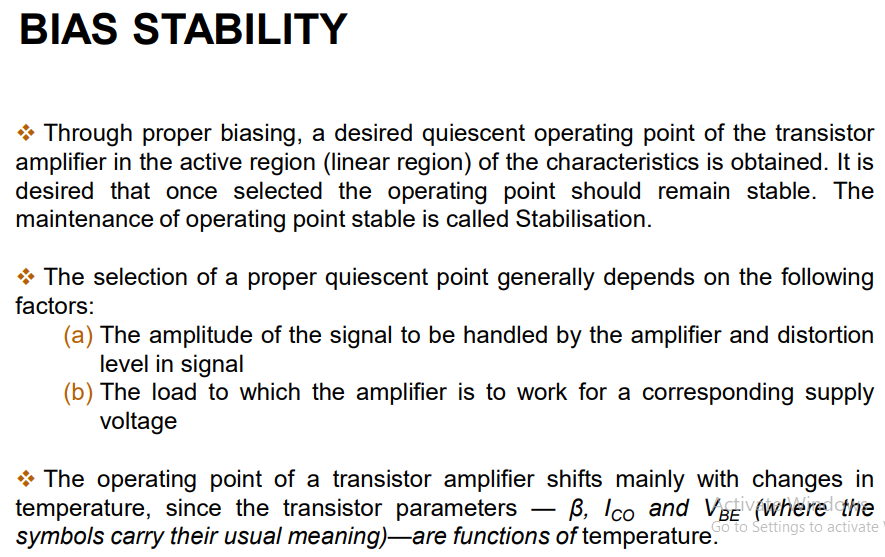 BIAS STABILITY
❖ Through proper biasing, a desired quiescent operating point of the transistor
amplifier in the active region (linear region) of the characteristics is obtained. It is
desired that once selected the operating point should remain stable. The
maintenance of operating point stable is called Stabilisation.
❖ The selection of a proper quiescent point generally depends on the following
factors:
(a) The amplitude of the signal to be handled by the amplifier and distortion
level in signal
(b) The load to which the amplifier is to work for a corresponding supply
voltage
❖ The operating point of a transistor amplifier shifts mainly with changes in
temperature, since the transistor parameters — β, ICO and VBE (where the
symbols carry their usual meaning)—are functions of temperature.
Activate Windows
Go to Settings to activate